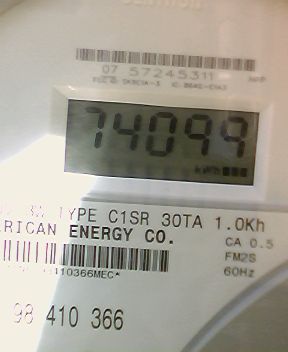 07 57245311
74099
kWh
TYPE C1SR 30TA 1.0Kh
RICAN ENERGY CO.
CA 0.5
FM2S
60Hz
110366MEC*
98 410 366